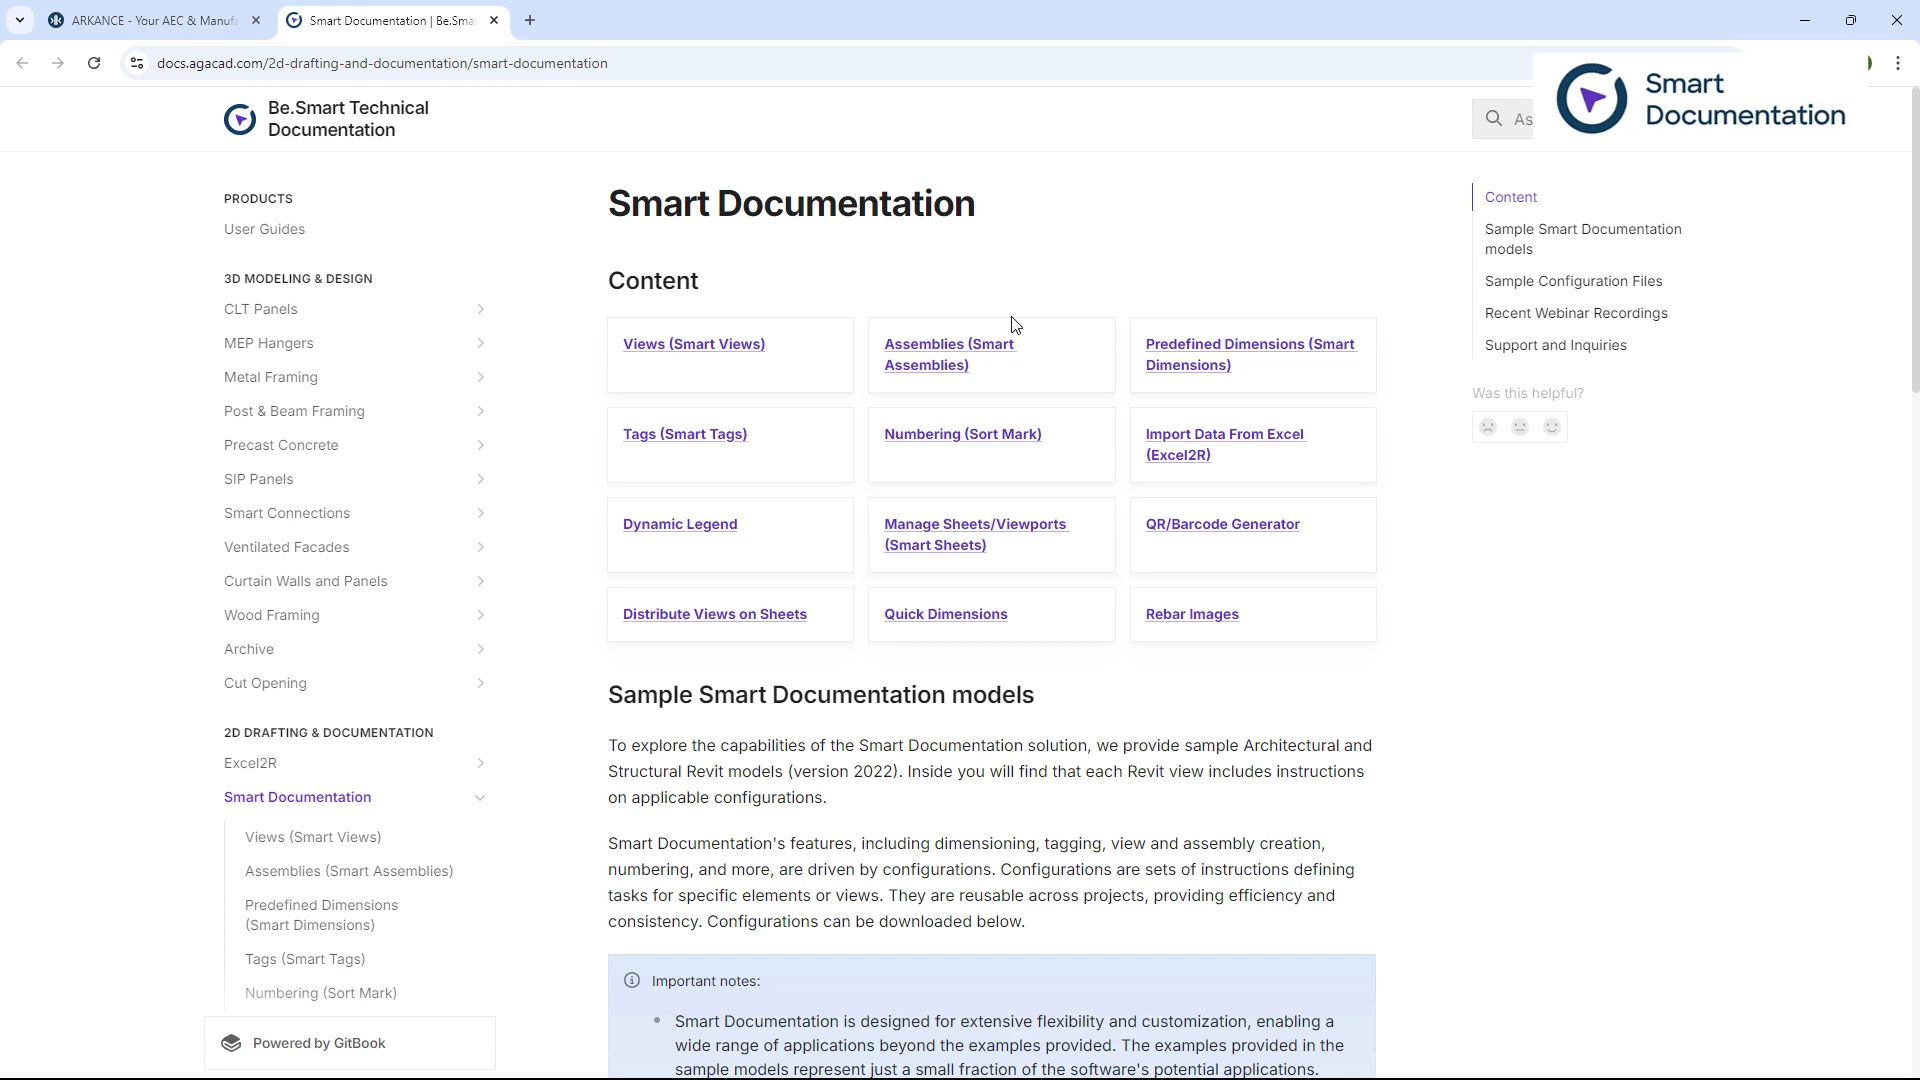 ARKANCE - Your AEC & Manufa
Smart Documentation | Be.Sma
docs.agacad.com/2d-drafting-and-documentation/smart-documentation
Be.Smart Technical
Documentation
As
Smart
Documentation
PRODUCTS
User Guides
3D MODELING & DESIGN
CLT Panels
MEP Hangers
Metal Framing
Post & Beam Framing
Precast Concrete
SIP Panels
Smart Connections
Ventilated Facades
Curtain Walls and Panels
Wood Framing
Archive
Cut Opening
2D DRAFTING & DOCUMENTATION
Excel2R
Smart Documentation
Views (Smart Views)
Assemblies (Smart Assemblies)
Predefined Dimensions
(Smart Dimensions)
Tags (Smart Tags)
Numbering (Sort Mark)
Powered by GitBook
Smart Documentation
Content
Views (Smart Views)
Assemblies (Smart
Assemblies)
Predefined Dimensions (Smart
Dimensions)
Tags (Smart Tags)
Numbering (Sort Mark)
Import Data From Excel
(Excel2R)
Dynamic Legend
Manage Sheets/Viewports
(Smart Sheets)
QR/Barcode Generator
Distribute Views on Sheets
Quick Dimensions
Rebar Images
Sample Smart Documentation models
To explore the capabilities of the Smart Documentation solution, we provide sample Architectural and
Structural Revit models (version 2022). Inside you will find that each Revit view includes instructions
on applicable configurations.
Smart Documentation's features, including dimensioning, tagging, view and assembly creation,
numbering, and more, are driven by configurations. Configurations are sets of instructions defining
tasks for specific elements or views. They are reusable across projects, providing efficiency and
consistency. Configurations can be downloaded below.
Important notes:
Smart Documentation is designed for extensive flexibility and customization, enabling a
wide range of applications beyond the examples provided. The examples provided in the
sample models represent just a small fraction of the software's potential applications.
Content
Sample Smart Documentation
models
Sample Configuration Files
Recent Webinar Recordings
Support and Inquiries
Was this helpful?